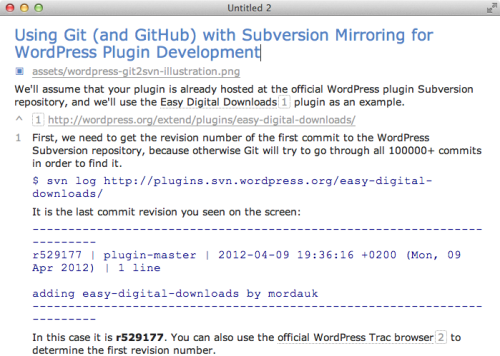 Untitled 2
Using Git (and GitHub) with Subversion Mirroring for
WordPress Plugin Development
assets/wordpress-git2svn-illustration.png
We'll assume that your plugin is already hosted at the official WordPress plugin Subversion
repository, and we'll use the Easy Digital Downloads 1 plugin as an example.
^ 1 http://wordpress.org/extend/plugins/easy-digital-downloads/
1 First, we need to get the revision number of the first commit to the WordPress
Subversion repository, because otherwise Git will try to go through all 100000+ commits
in order to find it.
$ svn log http://plugins.svn.wordpress.org/easy-digital-
downloads/
It is the last commit revision you seen on the screen:
---------------------------------------------------------------
---------
r529177 | plugin-master | 2012-04-09 19:36:16 +0200 (Mon, 09
Apr 2012) | 1 line
adding easy-digital-downloads by mordauk
---------------------------------------------------------------
---------
In this case it is r529177. You can also use the official WordPress Trac browser 2 to
determine the first revision number.